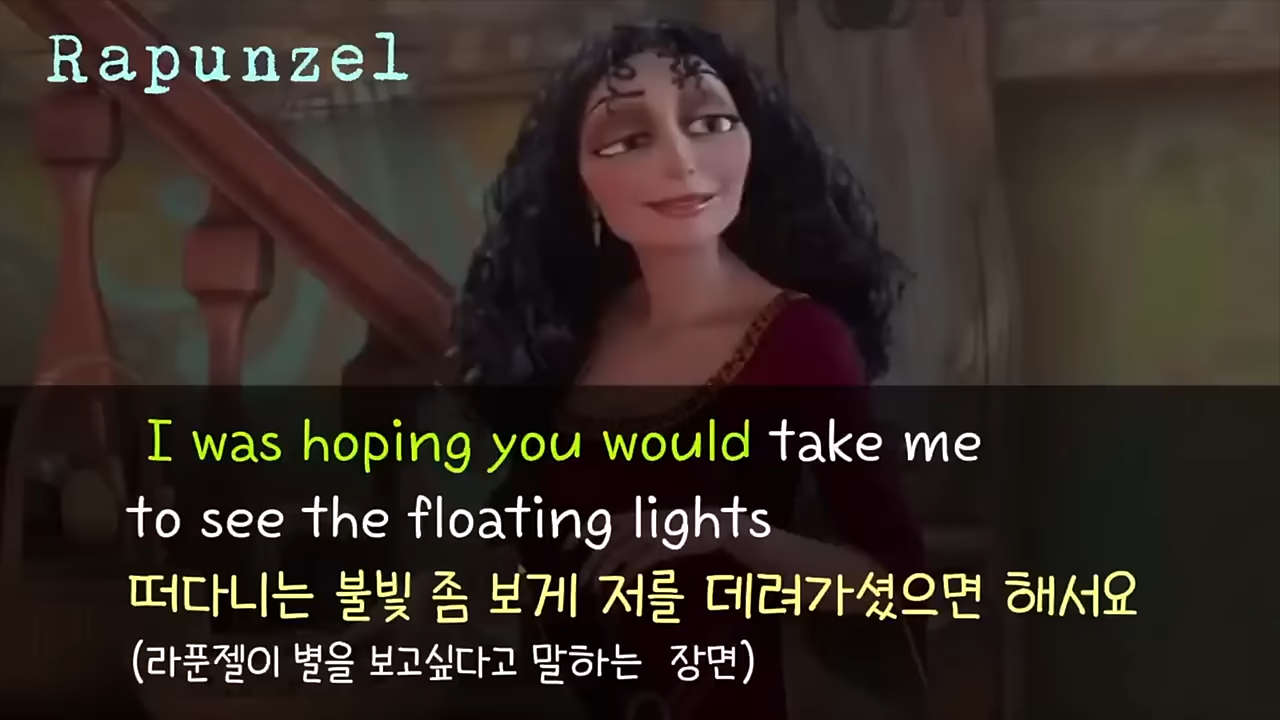 Rapunzel
I was hoping you would take me
to see the floating lights
떠다니는 불빛 좀 보게 저를 데려가셨으면 해서요
(라푼젤이 별을 보고싶다고 말하는 장면)